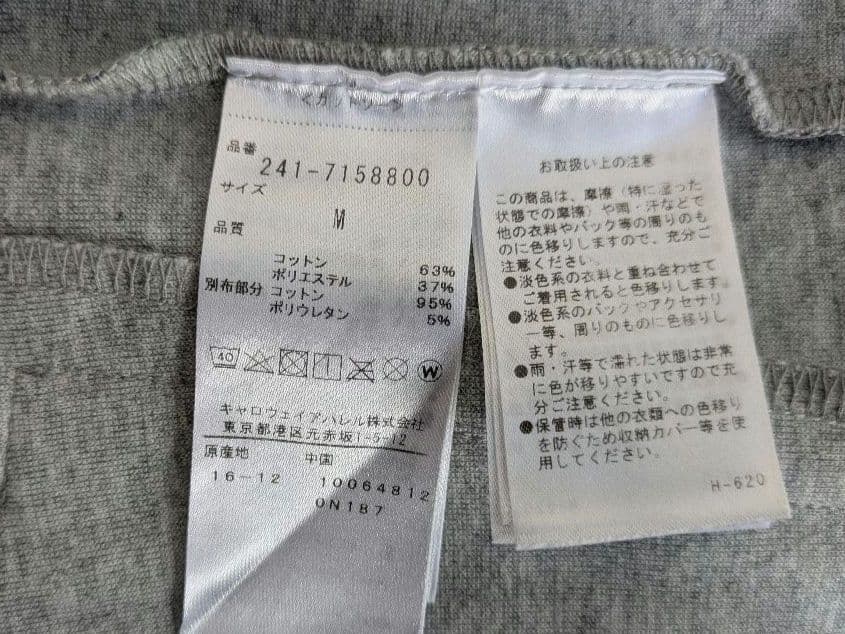 品番
241-7158800
サイズ
M
品質
コットン 63%
ポリエステル 37%
別布部分 コットン 95%
ポリウレタン 5%
40
W
キャロウェイアパレル株式会社
東京都港区元赤坂1-5-12
原産地 中国
16-12 10064812
0N187
お取扱い上の注意
この商品は、摩擦（特に湿った
状態での摩擦）や雨・汗などで
他の衣料やバック等の周りのも
のに色移りしますので、充分ご
注意ください。
●淡色系の衣料と重ね合わせて
ご着用されると色移りします。
●淡色系のバックやアクセサリ
ー等、周りのものに色移りし
ます。
●雨・汗等で濡れた状態は非常
に色が移りやすいですので充
分ご注意ください。
●保管時は他の衣類への色移り
を防ぐため収納カバー等を使
用してください。
H-620